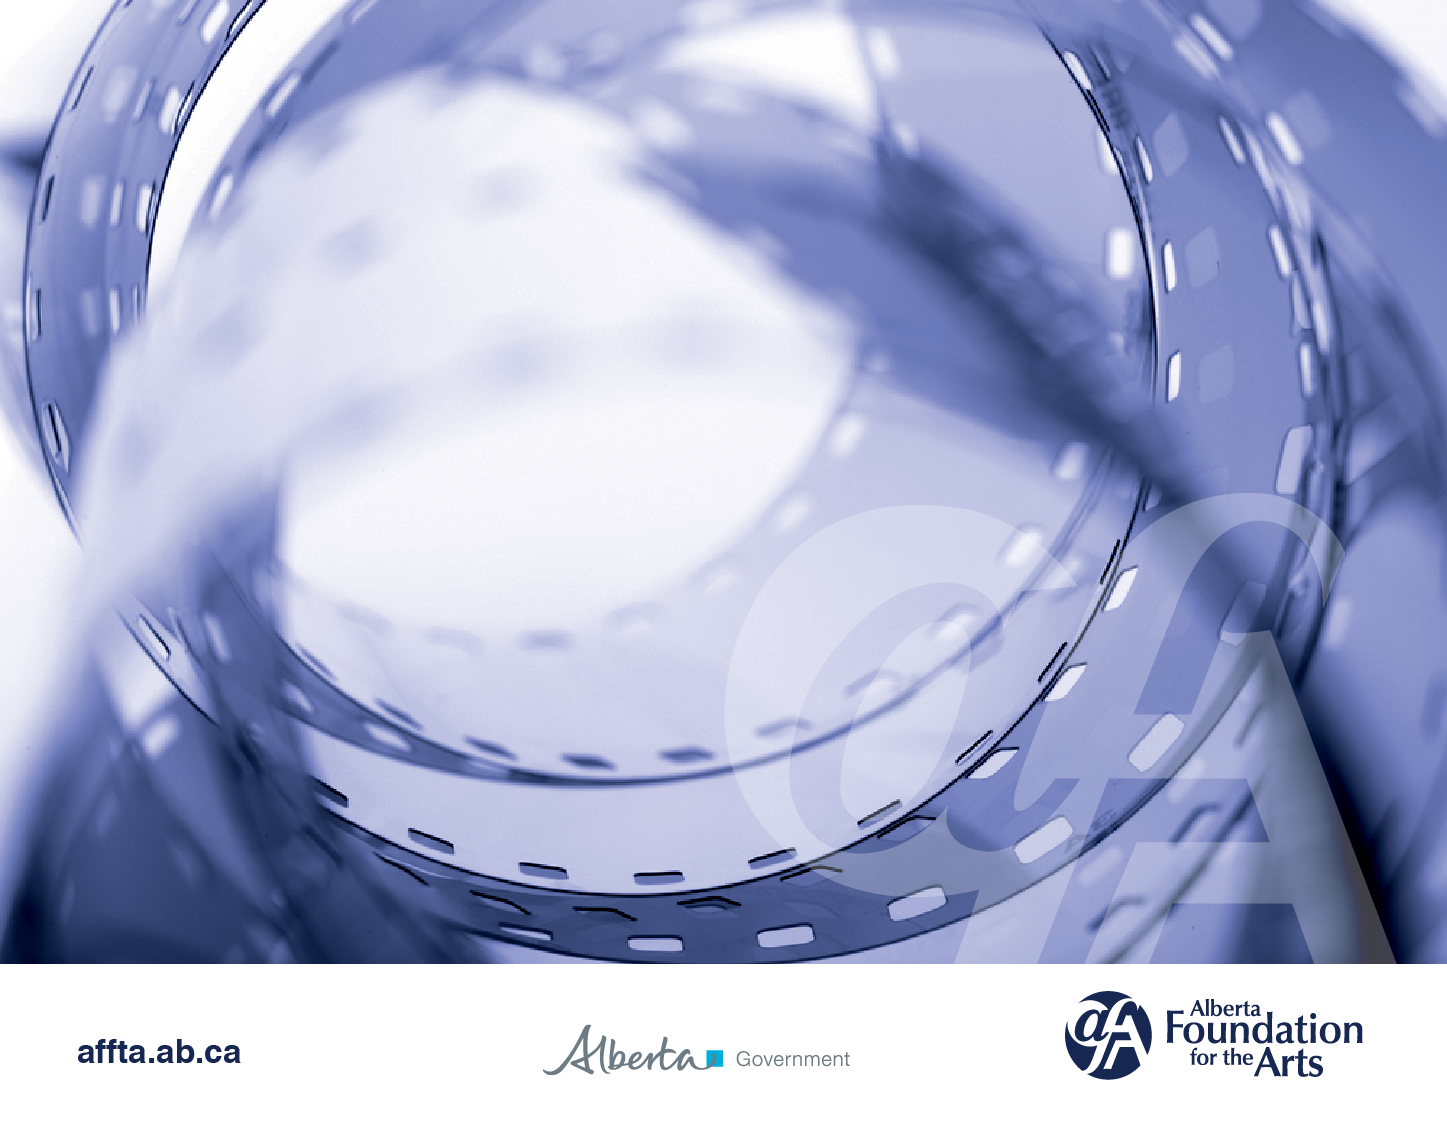 affta.ab.ca
Alberta Government
Alberta
Foundation
for the Arts